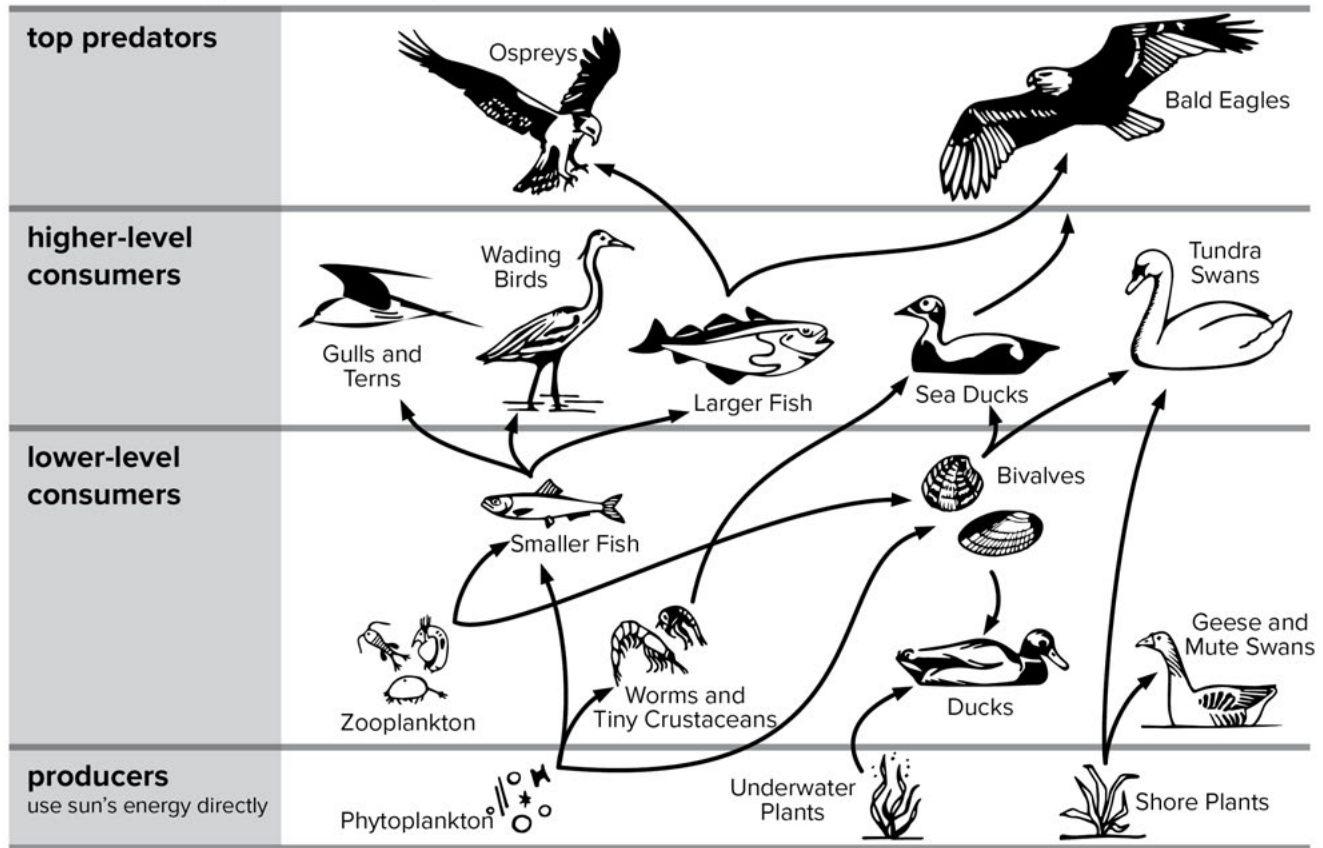 top predators
Ospreys
Bald Eagles
higher-level
consumers
Gulls and
Terns
Wading
Birds
Larger Fish
Sea Ducks
Tundra
Swans
lower-level
consumers
Smaller Fish
Bivalves
Zooplankton
Worms and
Tiny Crustaceans
Ducks
Geese and
Mute Swans
producers
use sun's energy directly
Phytoplankton
Underwater
Plants
Shore Plants